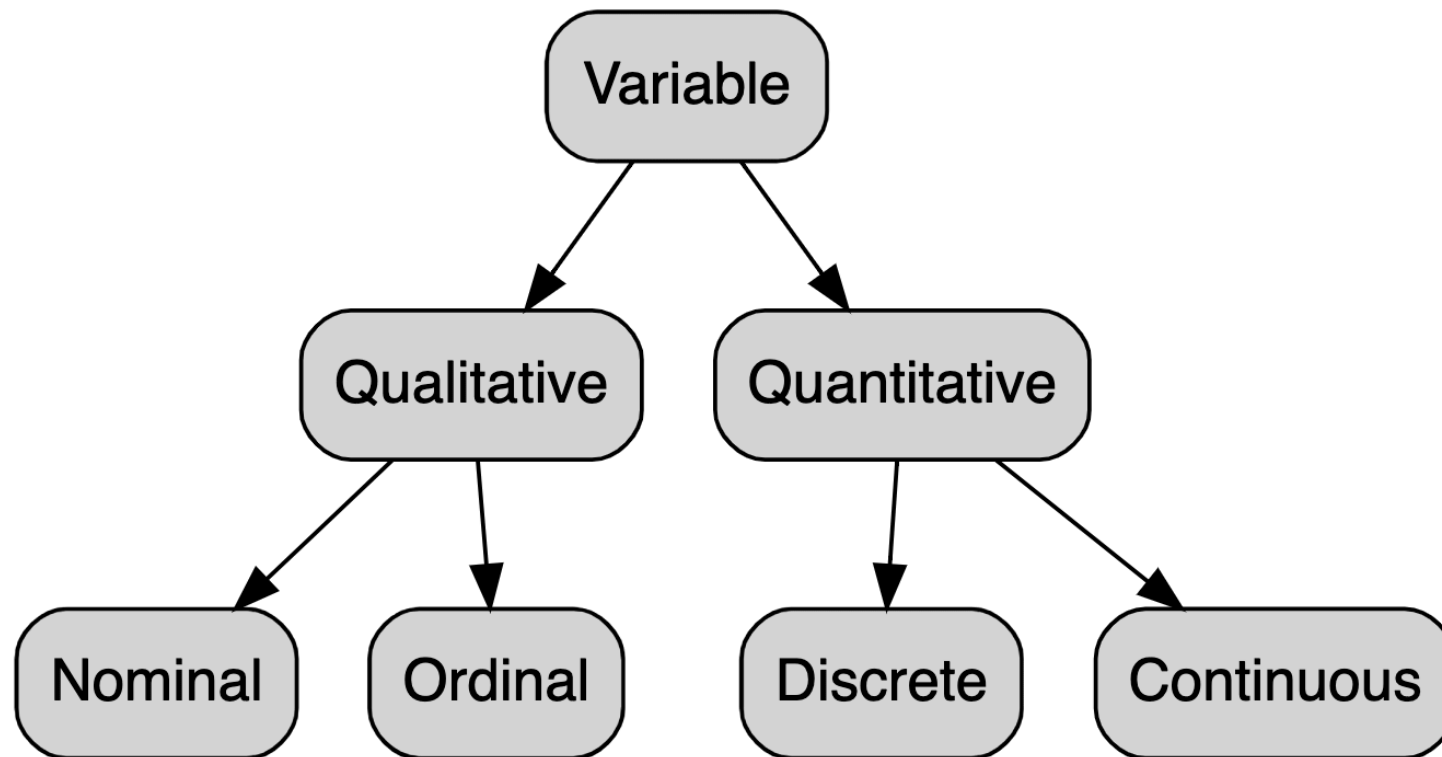 Variable
Qualitative
Quantitative
Nominal
Ordinal
Discrete
Continuous